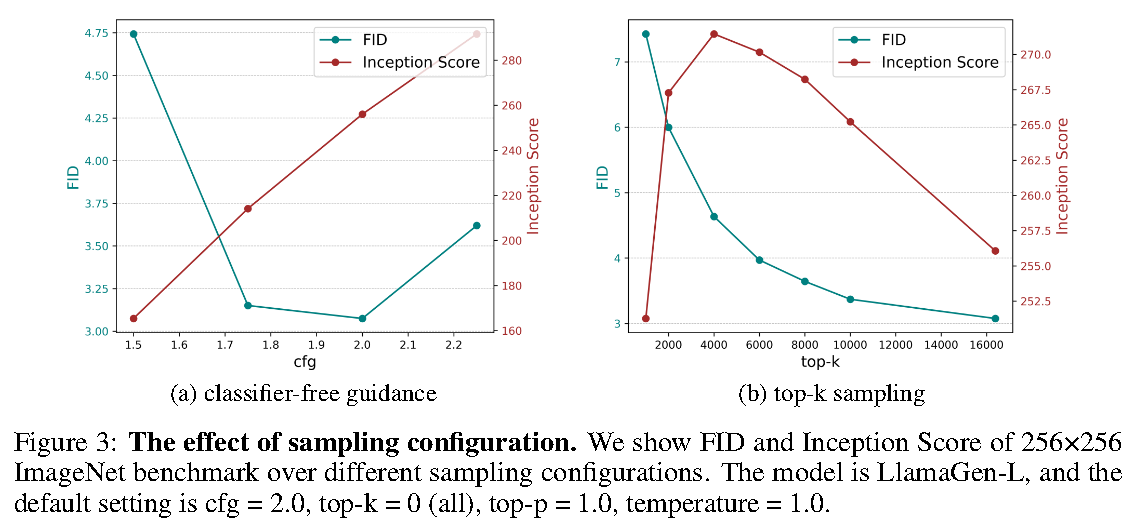 FID
Inception Score
4.75
4.50
4.25
4.00
3.75
3.50
3.25
3.00
FID
280
260
240
220
200
180
160
Inception Score
1.5 1.6 1.7 1.8 1.9 2.0 2.1 2.2
cfg
(a) classifier-free guidance
FID
Inception Score
7
6
5
4
3
FID
270.0
267.5
265.0
262.5
260.0
257.5
255.0
252.5
Inception Score
2000 4000 6000 8000 10000 12000 14000 16000
top-k
(b) top-k sampling
Figure 3: The effect of sampling configuration. We show FID and Inception Score of 256×256
ImageNet benchmark over different sampling configurations. The model is LlamaGen-L, and the
default setting is cfg = 2.0, top-k = 0 (all), top-p = 1.0, temperature = 1.0.